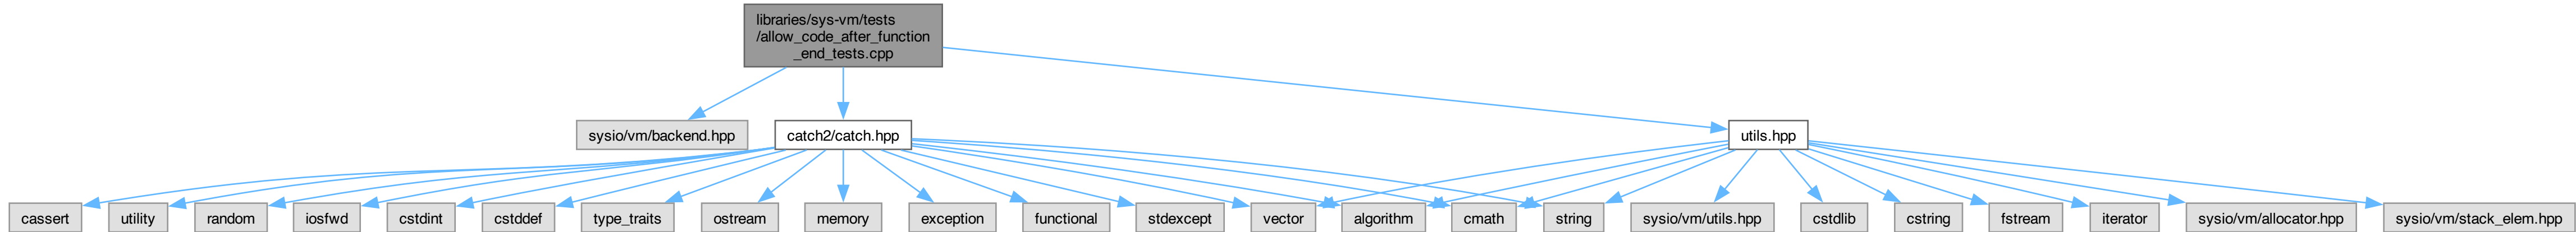 libraries/sys-vm/tests
/allow_code_after_function
_end_tests.cpp
sysio/vm/backend.hpp
catch2/catch.hpp
utils.hpp
cassert
utility
random
iosfwd
cstdint
cstddef
type_traits
ostream
memory
exception
functional
stdexcept
vector
algorithm
cmath
string
sysio/vm/utils.hpp
cstdlib
cstring
fstream
iterator
sysio/vm/allocator.hpp
sysio/vm/stack_elem.hpp